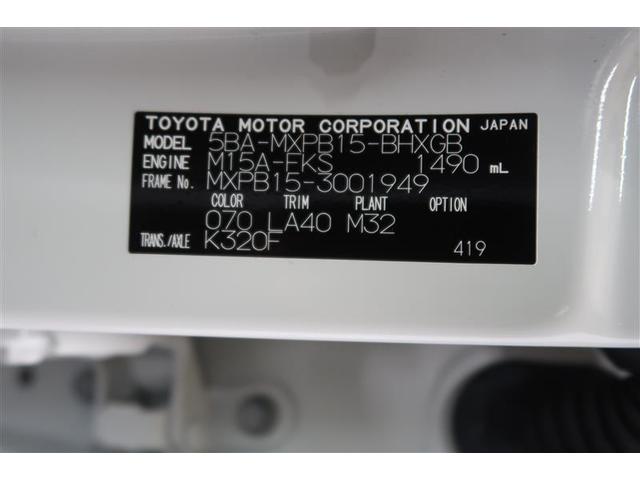 TOYOTA MOTOR CORPORATION JAPAN
MODEL 5BA-MXPB15-BHXGB
ENGINE M15A-FKS 1490 mL
FRAME No. MXPB15-3001949
COLOR TRIM PLANT OPTION
070 LA40 M32
TRANS./AXLE K320F 419